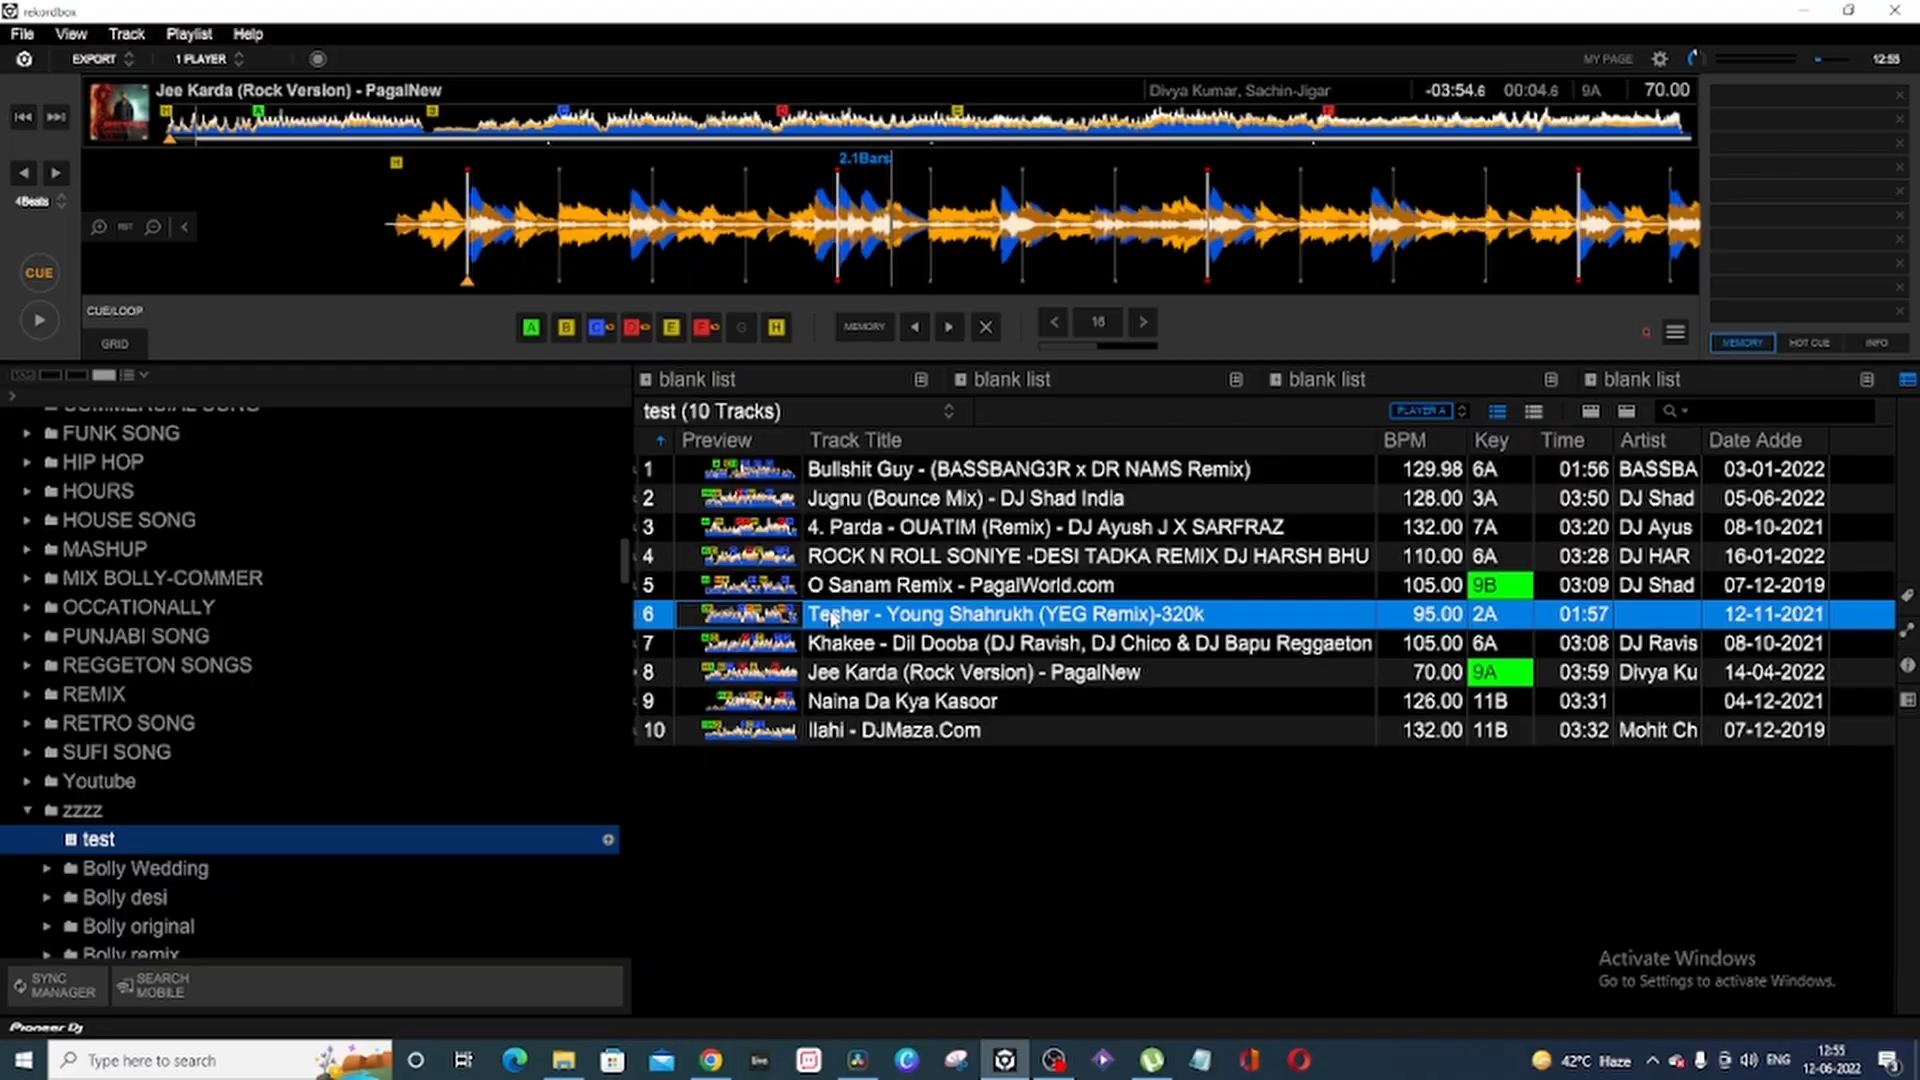 rekordbox
File View Track Playlist Help
EXPORT 1 PLAYER MY PAGE 12:55
Jee Karda (Rock Version) - PagalNew Divya Kumar, Sachin-Jigar -03:54.6 00:04.6 9A 70.00
2.1Bars
4Beats
RST
CUE
CUE/LOOP
GRID
A B C D E F G H MEMORY 16
MEMORY HOT CUE INFO
blank list blank list blank list blank list
test (10 Tracks) PLAYER A
Preview Track Title BPM Key Time Artist Date Adde
1 Bullshit Guy - (BASSBANG3R x DR NAMS Remix) 129.98 6A 01:56 BASSBA 03-01-2022
2 Jugnu (Bounce Mix) - DJ Shad India 128.00 3A 03:50 DJ Shad 05-06-2022
3 4. Parda - OUATIM (Remix) - DJ Ayush J X SARFRAZ 132.00 7A 03:20 DJ Ayus 08-10-2021
4 ROCK N ROLL SONIYE -DESI TADKA REMIX DJ HARSH BHU 110.00 6A 03:28 DJ HAR 16-01-2022
5 O Sanam Remix - PagalWorld.com 105.00 9B 03:09 DJ Shad 07-12-2019
6 Tesher - Young Shahrukh (YEG Remix)-320k 95.00 2A 01:57 12-11-2021
7 Khakee - Dil Dooba (DJ Ravish, DJ Chico & DJ Bapu Reggaeton 105.00 6A 03:08 DJ Ravis 08-10-2021
8 Jee Karda (Rock Version) - PagalNew 70.00 9A 03:59 Divya Ku 14-04-2022
9 Naina Da Kya Kasoor 126.00 11B 03:31 04-12-2021
10 Ilahi - DJMaza.Com 132.00 11B 03:32 Mohit Ch 07-12-2019
COMMERCIAL SONG
FUNK SONG
HIP HOP
HOURS
HOUSE SONG
MASHUP
MIX BOLLY-COMMER
OCCATIONALLY
PUNJABI SONG
REGGETON SONGS
REMIX
RETRO SONG
SUFI SONG
Youtube
zzzz
test
Bolly Wedding
Bolly desi
Bolly original
Bolly remix
SYNC MANAGER SEARCH MOBILE
Activate Windows
Go to Settings to activate Windows.
Pioneer Dj
Type here to search
42°C Haze ENG 12:55
12-06-2022